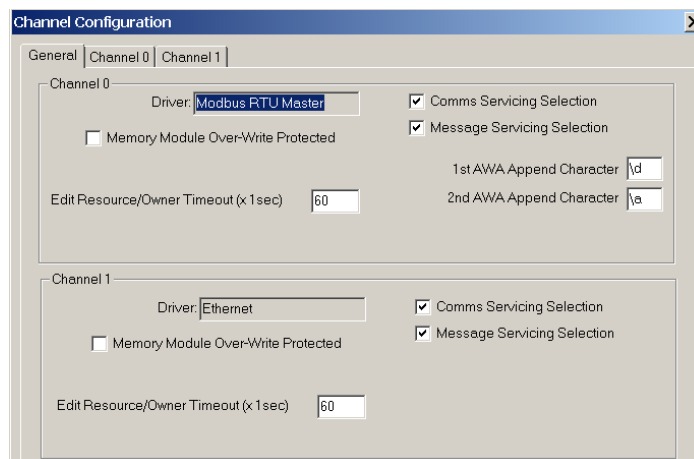 Channel Configuration
General Channel 0 Channel 1
Channel 0
Driver: Modbus RTU Master
Comms Servicing Selection
Memory Module Over-Write Protected
Message Servicing Selection
1st AWA Append Character \d
Edit Resource/Owner Timeout (x 1sec) 60
2nd AWA Append Character \a
Channel 1
Driver: Ethernet
Comms Servicing Selection
Memory Module Over-Write Protected
Message Servicing Selection
Edit Resource/Owner Timeout (x 1sec) 60